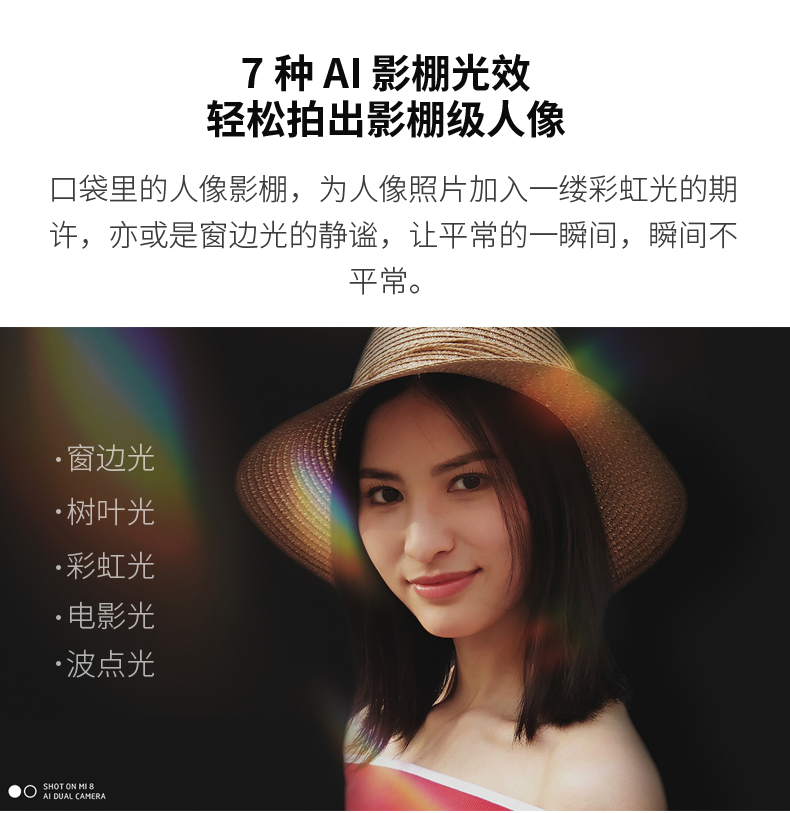 7 种 AI 影棚光效
轻松拍出影棚级人像
口袋里的人像影棚，为人像照片加入一缕彩虹光的期
许，亦或是窗边光的静谧，让平常的一瞬间，瞬间不
平常。
·窗边光
·树叶光
·彩虹光
·电影光
·波点光
SHOT ON MI 8
AI DUAL CAMERA